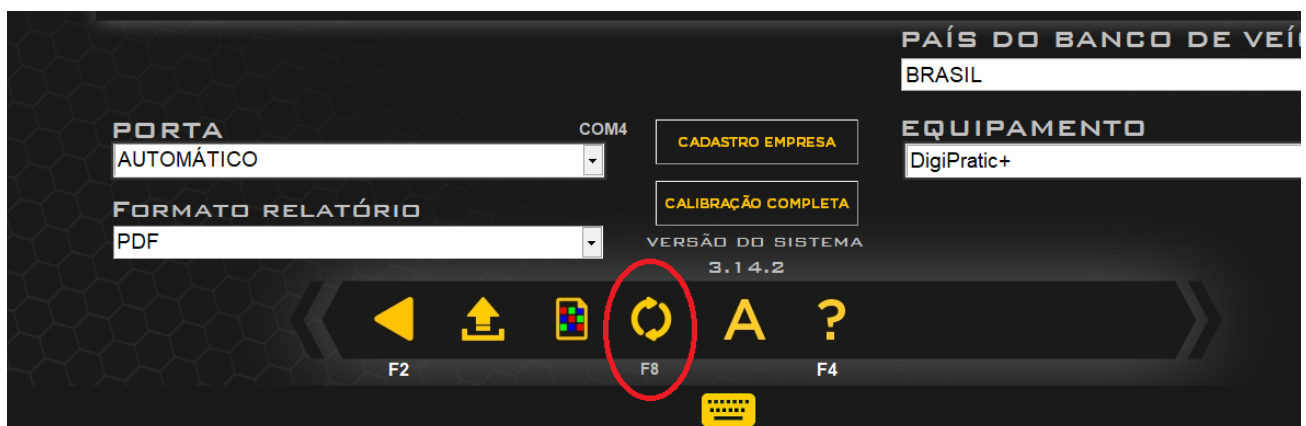 PAÍS DO BANCO DE VEÍ
BRASIL
PORTA COM4
AUTOMÁTICO
CADASTRO EMPRESA
EQUIPAMENTO
DigiPratic+
FORMATO RELATÓRIO
PDF
CALIBRAÇÃO COMPLETA
VERSÃO DO SISTEMA
3.14.2
A ?
F2 F8 F4